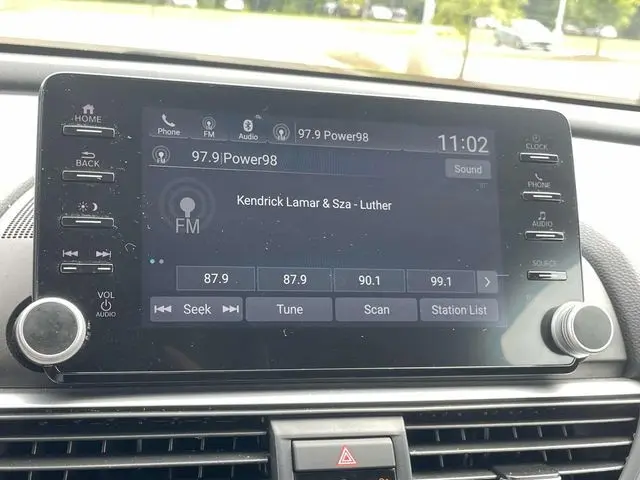 HOME
BACK
VOL
AUDIO
Phone
FM
Audio
97.9 Power98
11:02
FM
97.9|Power98
Sound
FM
Kendrick Lamar & Sza - Luther
87.9
87.9
90.1
99.1
Seek
Tune
Scan
Station List
CLOCK
PHONE
AUDIO
SOURCE